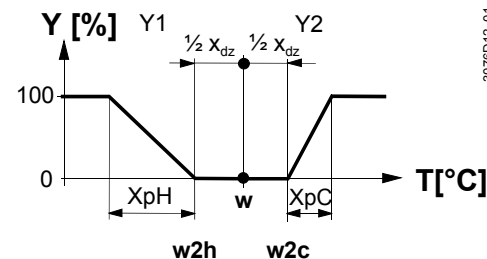 Y [%] Y1 Y2
½ xdz ½ xdz
100
0
T[°C]
XpH w XpC
w2h w2c